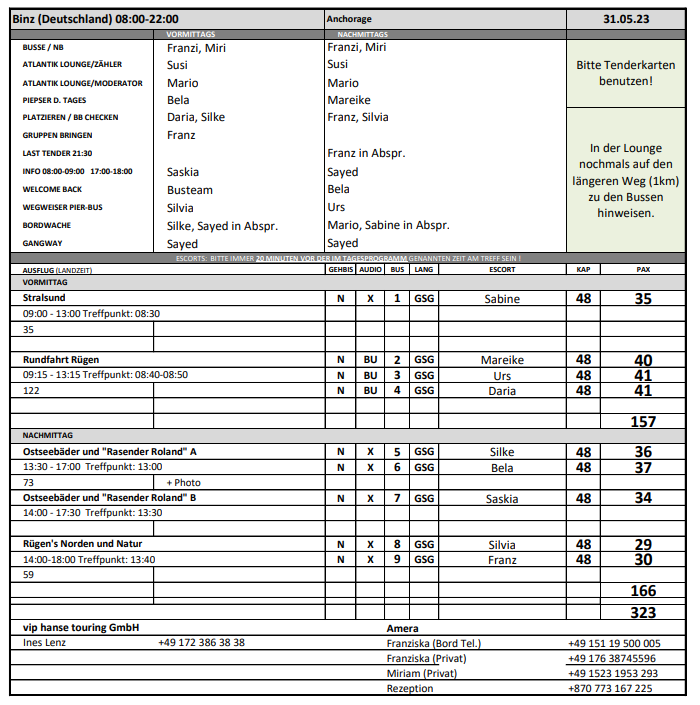 Binz (Deutschland) 08:00-22:00 Anchorage 31.05.23
VORMITTAGS NACHMITTAGS
BUSSE / NB Franzi, Miri Franzi, Miri
ATLANTIK LOUNGE/ZÄHLER Susi Susi
ATLANTIK LOUNGE/MODERATOR Mario Mario
PIEPSER D. TAGES Bela Mareike
PLATZIEREN / BB CHECKEN Daria, Silke Franz, Silvia
GRUPPEN BRINGEN Franz
LAST TENDER 21:30 Franz in Abspr.
INFO 08:00-09:00 17:00-18:00 Saskia Sayed
WELCOME BACK Busteam Bela
WEGWEISER PIER-BUS Silvia Urs
BORDWACHE Silke, Sayed in Abspr. Mario, Sabine in Abspr.
GANGWAY Sayed Sayed
Bitte Tenderkarten
benutzen!
In der Lounge
nochmals auf den
längeren Weg (1km)
zu den Bussen
hinweisen.
ESCORTS: BITTE IMMER 20 MINUTEN VOR DER IM TAGESPROGRAMM GENANNTEN ZEIT AM TREFF SEIN !
AUSFLUG (LANDZEIT) GEHBIS AUDIO BUS LANG ESCORT KAP PAX
VORMITTAG
Stralsund N X 1 GSG Sabine 48 35
09:00 - 13:00 Treffpunkt: 08:30
35
Rundfahrt Rügen N BU 2 GSG Mareike 48 40
09:15 - 13:15 Treffpunkt: 08:40-08:50 N BU 3 GSG Urs 48 41
122 N BU 4 GSG Daria 48 41
157
NACHMITTAG
Ostseebäder und "Rasender Roland" A N X 5 GSG Silke 48 36
13:30 - 17:00 Treffpunkt: 13:00 N X 6 GSG Bela 48 37
73 + Photo
Ostseebäder und "Rasender Roland" B N X 7 GSG Saskia 48 34
14:00 - 17:30 Treffpunkt: 13:30
Rügen's Norden und Natur N X 8 GSG Silvia 48 29
14:00-18:00 Treffpunkt: 13:40 N X 9 GSG Franz 48 30
59
166
323
vip hanse touring GmbH Amera
Ines Lenz +49 172 386 38 38 Franziska (Bord Tel.) +49 151 19 500 005
Franziska (Privat) +49 176 38745596
Miriam (Privat) +49 1523 1953 293
Rezeption +870 773 167 225